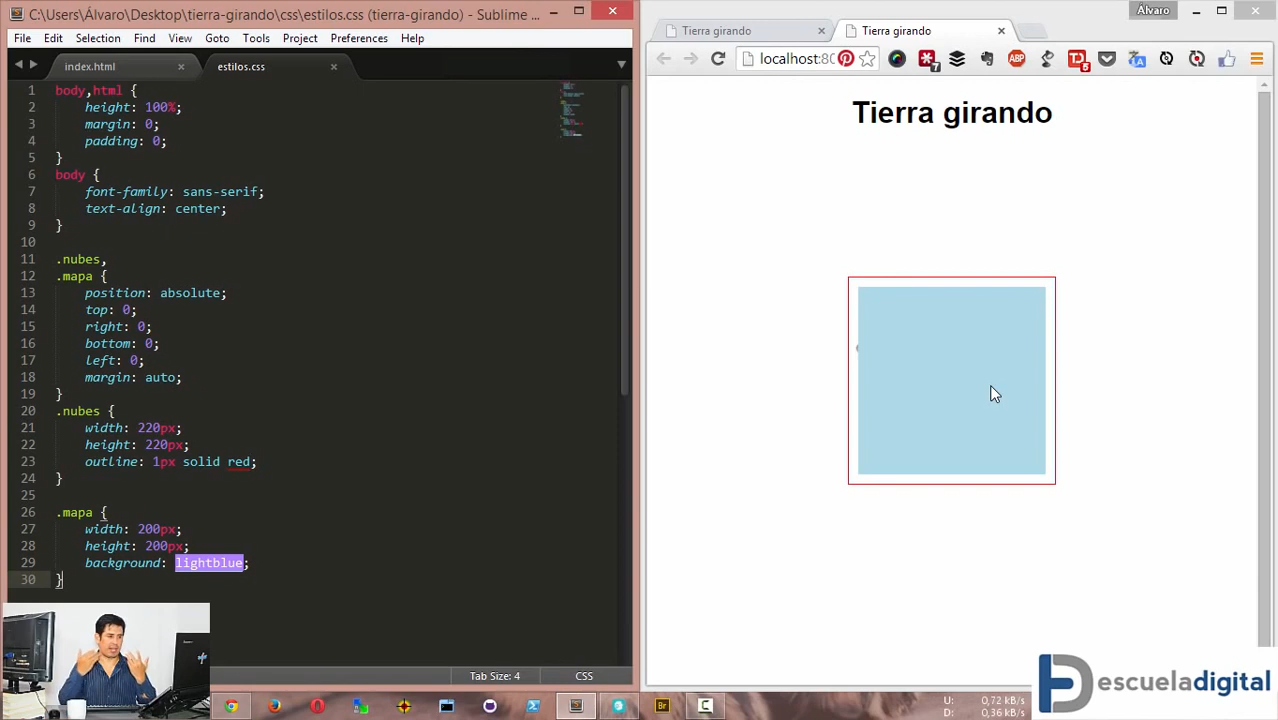 C:\Users\Álvaro\Desktop\tierra-girando\css\estilos.css (tierra-girando) - Sublime ...
File Edit Selection Find View Goto Tools Project Preferences Help
index.html
estilos.css
1 body,html {
2 height: 100%;
3 margin: 0;
4 padding: 0;
5 }
6 body {
7 font-family: sans-serif;
8 text-align: center;
9 }
10
11 .nubes,
12 .mapa {
13 position: absolute;
14 top: 0;
15 right: 0;
16 bottom: 0;
17 left: 0;
18 margin: auto;
19 }
20 .nubes {
21 width: 220px;
22 height: 220px;
23 outline: 1px solid red;
24 }
25
26 .mapa {
27 width: 200px;
28 height: 200px;
29 background: lightblue;
30 }
Tab Size: 4
CSS
Álvaro
Tierra girando
Tierra girando
localhost:80
7
ABP
5
Tierra girando
Br
U: 0,72 kB/s
D: 0,36 kB/s
escueladigital